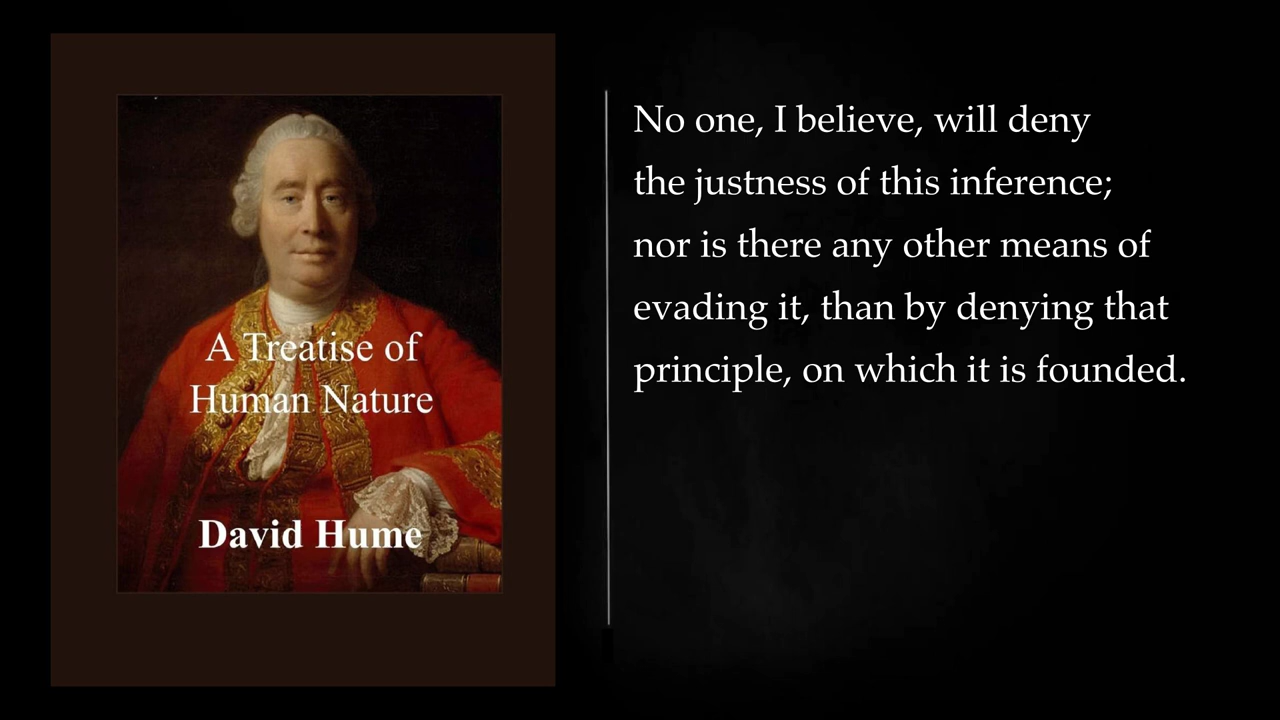 A Treatise of
Human Nature
David Hume
No one, I believe, will deny
the justness of this inference;
nor is there any other means of
evading it, than by denying that
principle, on which it is founded.